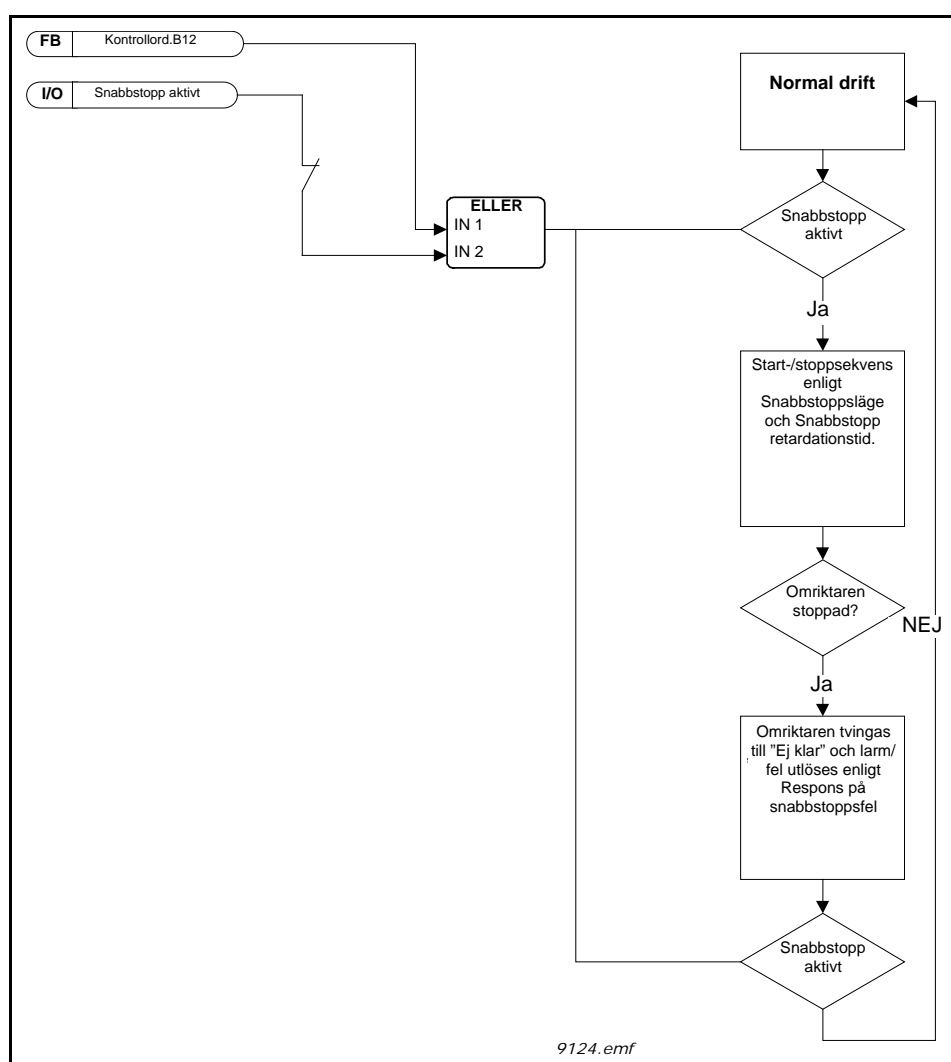 FB Kontrollord.B12
I/O Snabbstopp aktivt
ELLER
IN 1
IN 2
Normal drift
Snabbstopp
aktivt
Ja
Start-/stoppsekvens
enligt
Snabbstoppsläge
och Snabbstopp
retardationstid.
Omriktaren
stoppad?
NEJ
Ja
Omriktaren tvingas
till ”Ej klar” och larm/
fel utlöses enligt
Respons på
snabbstoppsfel
Snabbstopp
aktivt
9124.emf